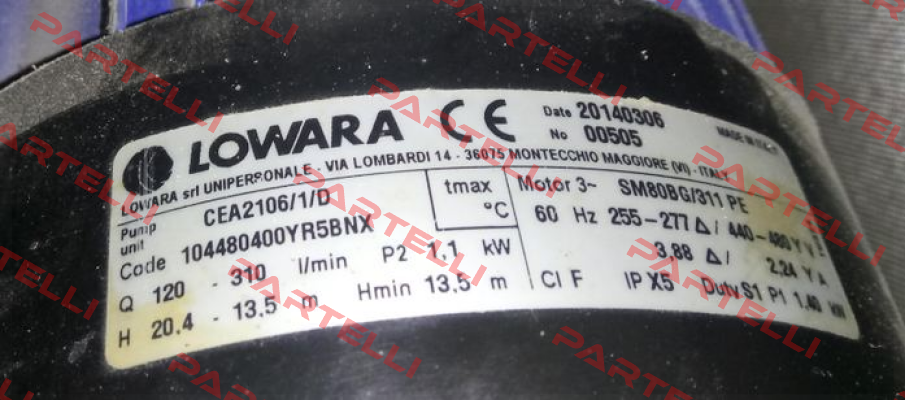 LOWARA CE Date 20140306
No 00505 MADE IN ITALY
LOWARA srl UNIPERSONALE - VIA LOMBARDI 14 - 36075 MONTECCHIO MAGGIORE (VI) - ITALY
Pump unit CEA2106/1/D tmax °C Motor 3~ SM80BG/311 PE
Code 104480400YR5BNX 60 Hz 255-277 Δ / 440-480 Y V
Q 120 - 310 l/min P2 1,1 kW 3,88 Δ / 2,24 Y A
H 20.4 - 13.5 m Hmin 13,5 m Cl F IP X5 Duty S1 P1 1,40 kW
PARTELLI